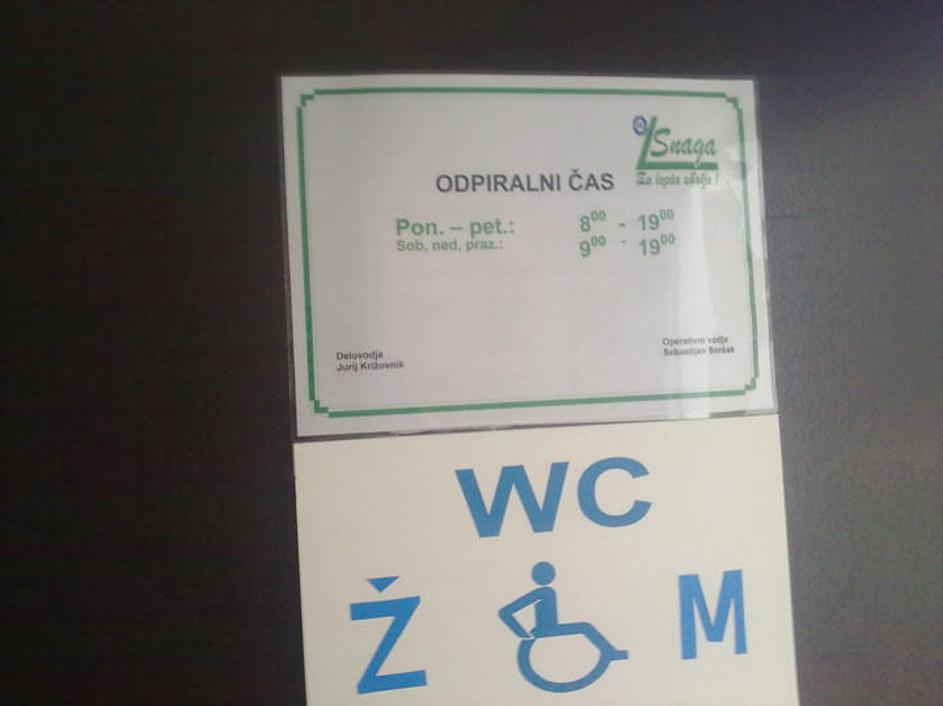 Snaga
Za lepše okolje!
ODPIRALNI ČAS
Pon. – pet.: 8⁰⁰ - 19⁰⁰
Sob, ned, praz.: 9⁰⁰ - 19⁰⁰
Delovodja
Jurij Križovnik
Operativni vodja
Sebastijan Boršak
WC
Ž M